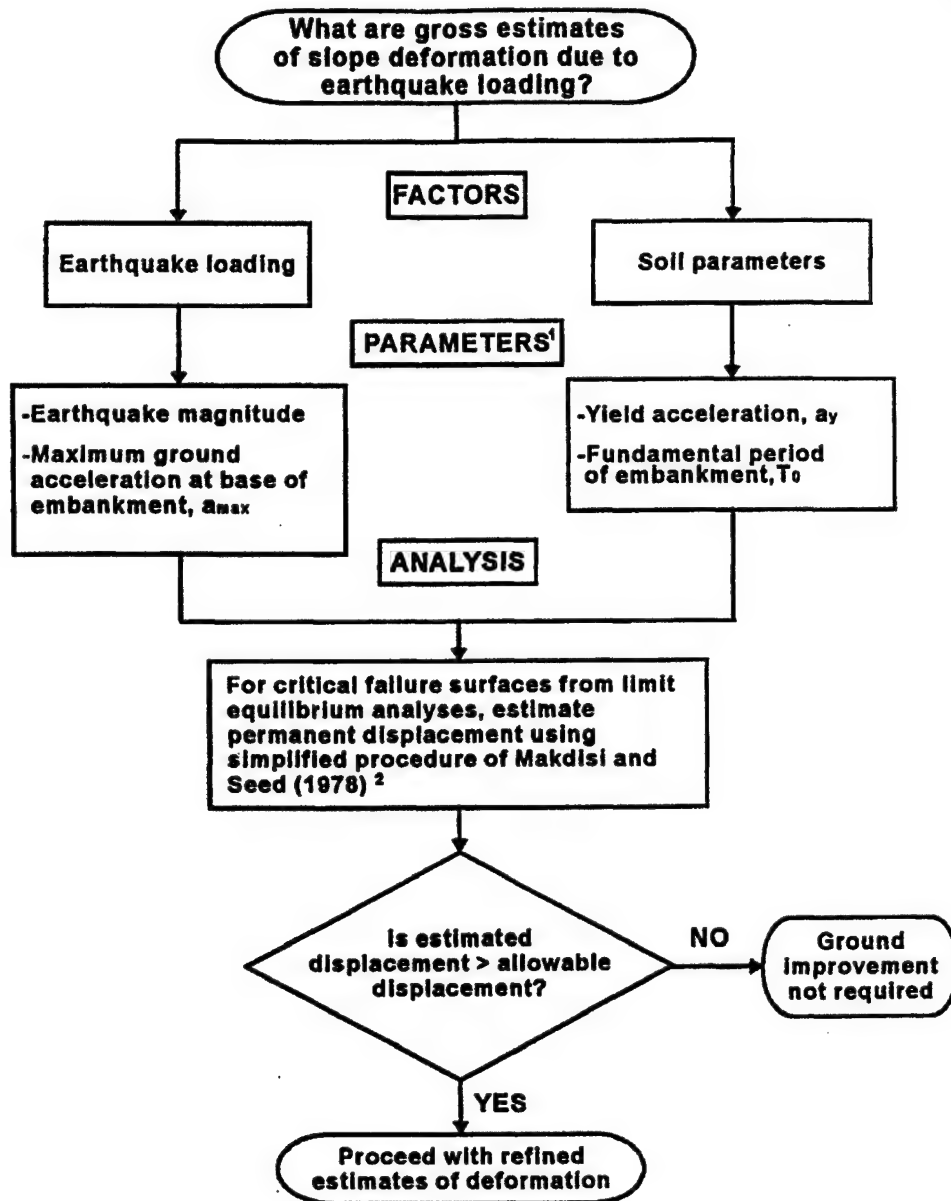 What are gross estimates
of slope deformation due to
earthquake loading?
FACTORS
Earthquake loading
Soil parameters
PARAMETERS¹
-Earthquake magnitude
-Maximum ground
acceleration at base of
embankment, amax
-Yield acceleration, ay
-Fundamental period
of embankment, T0
ANALYSIS
For critical failure surfaces from limit
equilibrium analyses, estimate
permanent displacement using
simplified procedure of Makdisi and
Seed (1978) ²
Is estimated
displacement > allowable
displacement?
NO
Ground
improvement
not required
YES
Proceed with refined
estimates of deformation